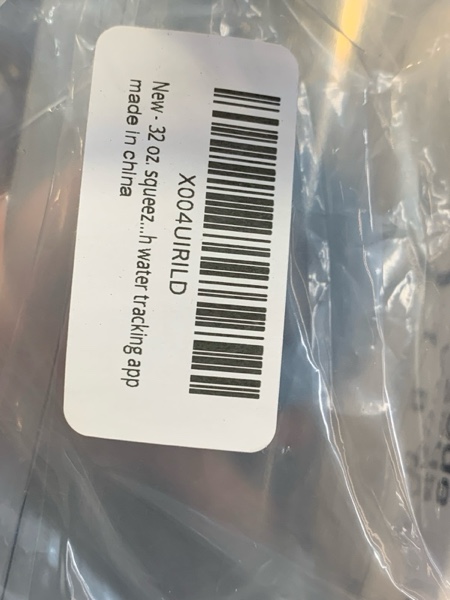 X004UIRILD
New - 32 oz. squeez...h water tracking app
made in china